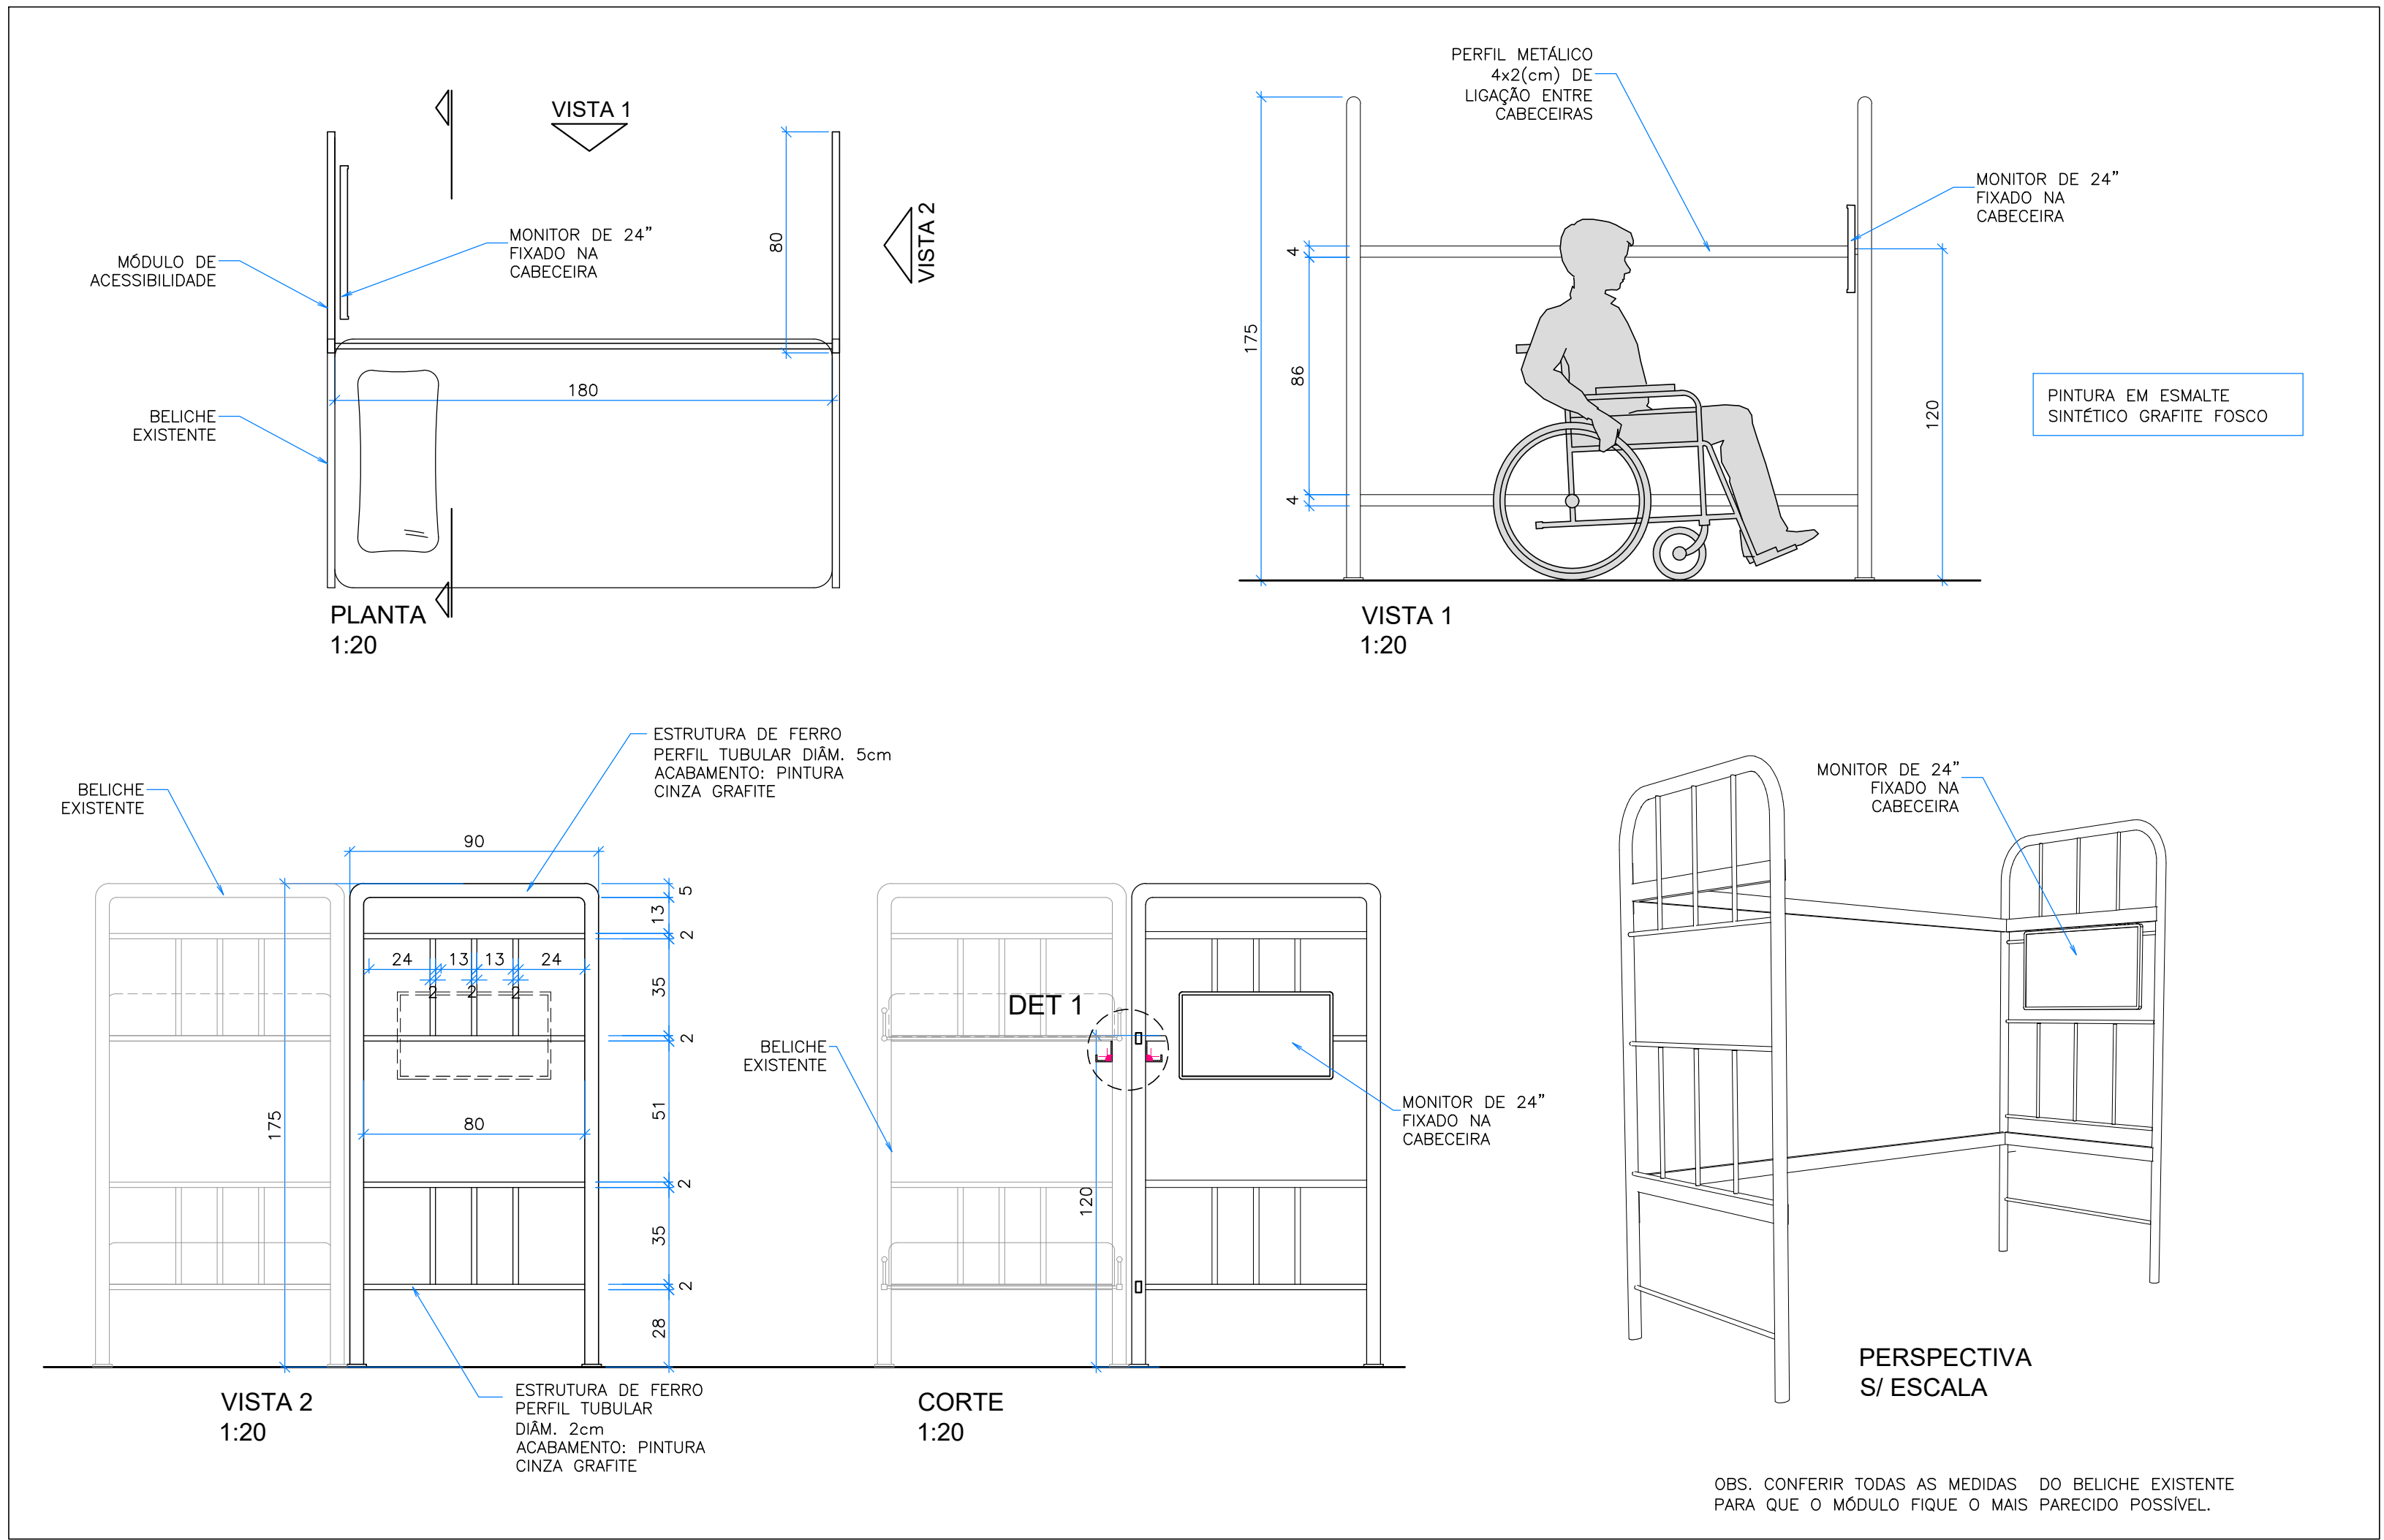 VISTA 1
80
VISTA 2
MONITOR DE 24”
FIXADO NA
CABECEIRA
MÓDULO DE
ACESSIBILIDADE
180
BELICHE
EXISTENTE
PLANTA
1:20
PERFIL METÁLICO
4x2(cm) DE
LIGAÇÃO ENTRE
CABECEIRAS
MONITOR DE 24”
FIXADO NA
CABECEIRA
4
175
86
120
4
PINTURA EM ESMALTE
SINTÉTICO GRAFITE FOSCO
VISTA 1
1:20
ESTRUTURA DE FERRO
PERFIL TUBULAR DIÂM. 5cm
ACABAMENTO: PINTURA
CINZA GRAFITE
BELICHE
EXISTENTE
90
5
13
2
24 13 13 24
2 2 2
35
2
175
51
80
2
35
2
28
VISTA 2
1:20
ESTRUTURA DE FERRO
PERFIL TUBULAR
DIÂM. 2cm
ACABAMENTO: PINTURA
CINZA GRAFITE
DET 1
BELICHE
EXISTENTE
MONITOR DE 24”
FIXADO NA
CABECEIRA
120
CORTE
1:20
MONITOR DE 24”
FIXADO NA
CABECEIRA
PERSPECTIVA
S/ ESCALA
OBS. CONFERIR TODAS AS MEDIDAS DO BELICHE EXISTENTE
PARA QUE O MÓDULO FIQUE O MAIS PARECIDO POSSÍVEL.